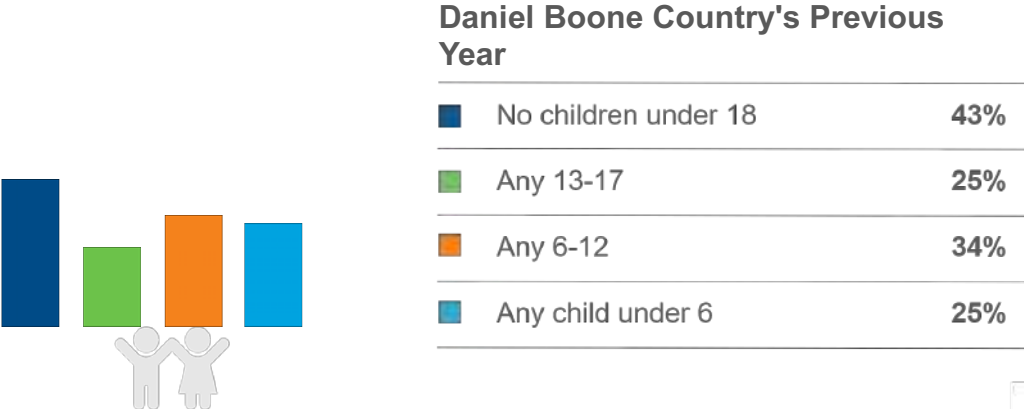 Daniel Boone Country's Previous
Year
No children under 18 43%
Any 13-17 25%
Any 6-12 34%
Any child under 6 25%